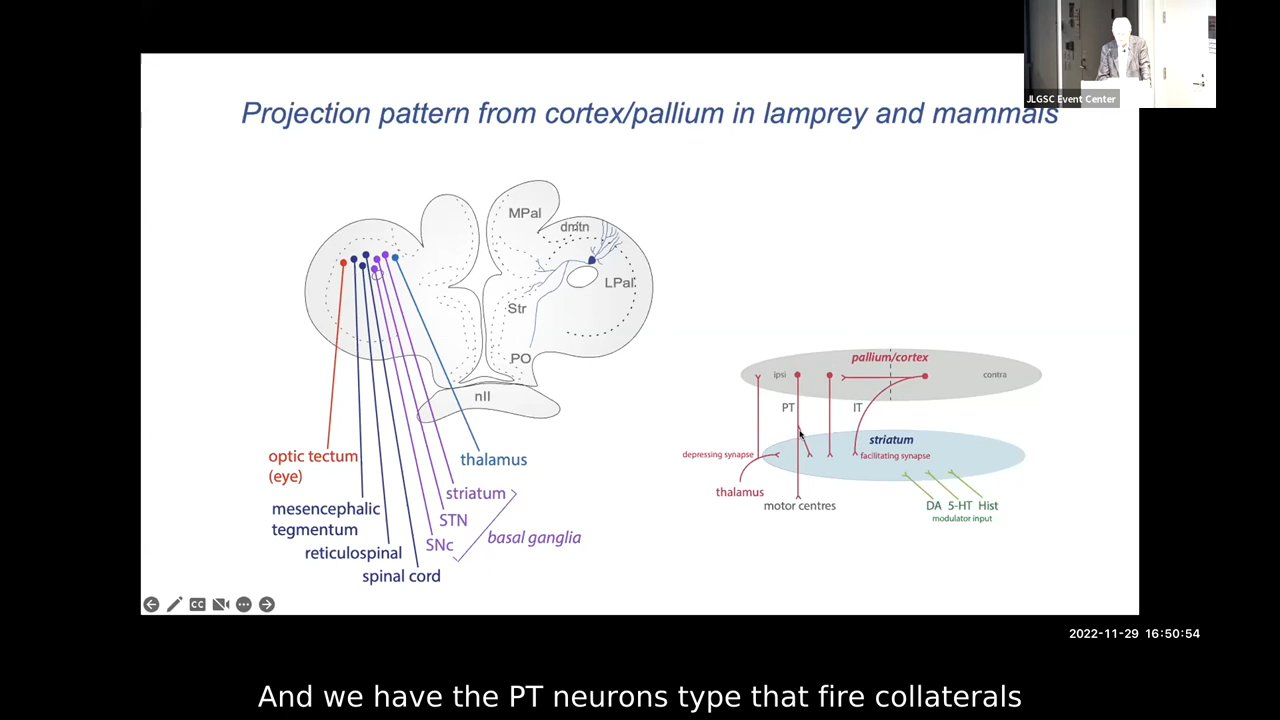 JLGSC Event Center
Projection pattern from cortex/pallium in lamprey and mammals
MPal
dmtn
LPal
Str
PO
nII
optic tectum
(eye)
mesencephalic
tegmentum
reticulospinal
spinal cord
thalamus
striatum
STN
SNc
basal ganglia
pallium/cortex
ipsi
contra
PT
IT
striatum
depressing synapse
facilitating synapse
thalamus
motor centres
DA 5-HT Hist
modulator input
CC
2022-11-29 16:50:54
And we have the PT neurons type that fire collaterals